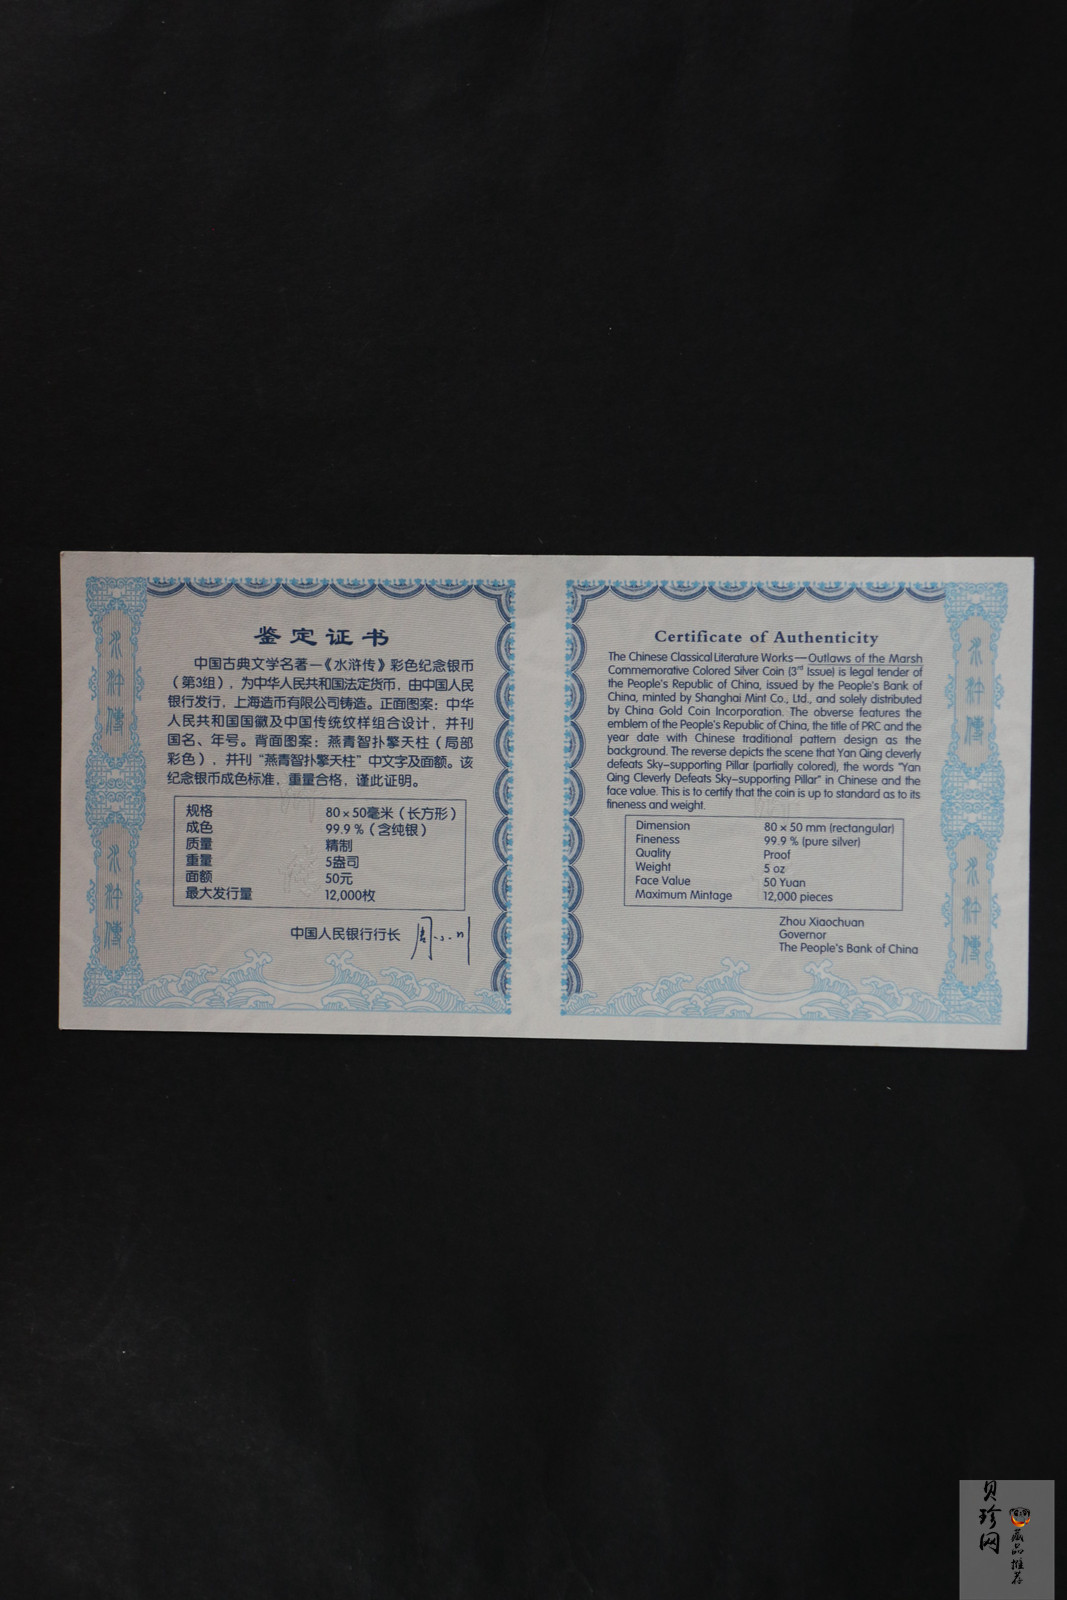 鉴定证书
中国古典文学名著—《水浒传》彩色纪念银币
（第3组），为中华人民共和国法定货币，由中国人民
银行发行，上海造币有限公司铸造。正面图案：中华
人民共和国国徽及中国传统纹样组合设计，并刊
国名、年号。背面图案：燕青智扑擎天柱（局部
彩色），并刊“燕青智扑擎天柱”中文字及面额。该
纪念银币成色标准，重量合格，谨此证明。
规格 80×50毫米（长方形）
成色 99.9％（含纯银）
质量 精制
重量 5盎司
面额 50元
最大发行量 12,000枚
中国人民银行行长 周小川
水浒傳
水浒傳
Certificate of Authenticity
The Chinese Classical Literature Works—Outlaws of the Marsh
Commemorative Colored Silver Coin (3rd Issue) is legal tender of
the People's Republic of China, issued by the People's Bank of
China, minted by Shanghai Mint Co., Ltd., and solely distributed
by China Gold Coin Incorporation. The obverse features the
emblem of the People's Republic of China, the title of PRC and the
year date with Chinese traditional pattern design as the
background. The reverse depicts the scene that Yan Qing cleverly
defeats Sky-supporting Pillar (partially colored), the words "Yan
Qing Cleverly Defeats Sky-supporting Pillar" in Chinese and the
face value. This is to certify that the coin is up to standard as to its
fineness and weight.
Dimension 80 × 50 mm (rectangular)
Fineness 99.9 % (pure silver)
Quality Proof
Weight 5 oz
Face Value 50 Yuan
Maximum Mintage 12,000 pieces
Zhou Xiaochuan
Governor
The People's Bank of China
水浒傳
水浒傳
贝珍网
藏品推荐